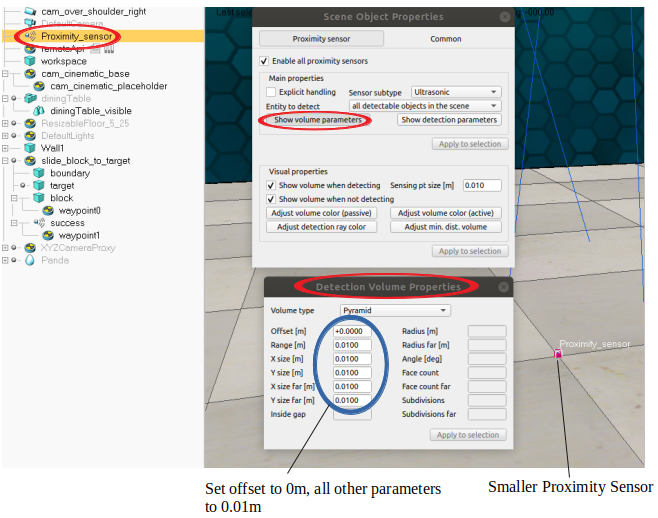 cam_over_shoulder_right
DefaultCamera
Proximity_sensor
remoteApi
workspace
cam_cinematic_base
cam_cinematic_placeholder
diningTable
diningTable_visible
ResizableFloor_5_25
DefaultLights
Wall1
slide_block_to_target
boundary
target
block
waypoint0
success
waypoint1
XYZCameraProxy
Panda
Scene Object Properties
Proximity sensor
Common
Enable all proximity sensors
Main properties
Explicit handling
Sensor subtype
Ultrasonic
Entity to detect
all detectable objects in the scene
Show volume parameters
Show detection parameters
Apply to selection
Visual properties
Show volume when detecting
Sensing pt size [m]
0.010
Show volume when not detecting
Adjust volume color (passive)
Adjust volume color (active)
Adjust detection ray color
Adjust min. dist. volume
Apply to selection
Detection Volume Properties
Volume type
Pyramid
Offset [m]
+0.0000
Radius [m]
Range [m]
0.0100
Radius far [m]
X size [m]
0.0100
Angle [deg]
Y size [m]
0.0100
Face count
X size far [m]
0.0100
Face count far
Y size far [m]
0.0100
Subdivisions
Inside gap
Subdivisions far
Apply to selection
Proximity_sensor
Set offset to 0m, all other parameters
to 0.01m
Smaller Proximity Sensor